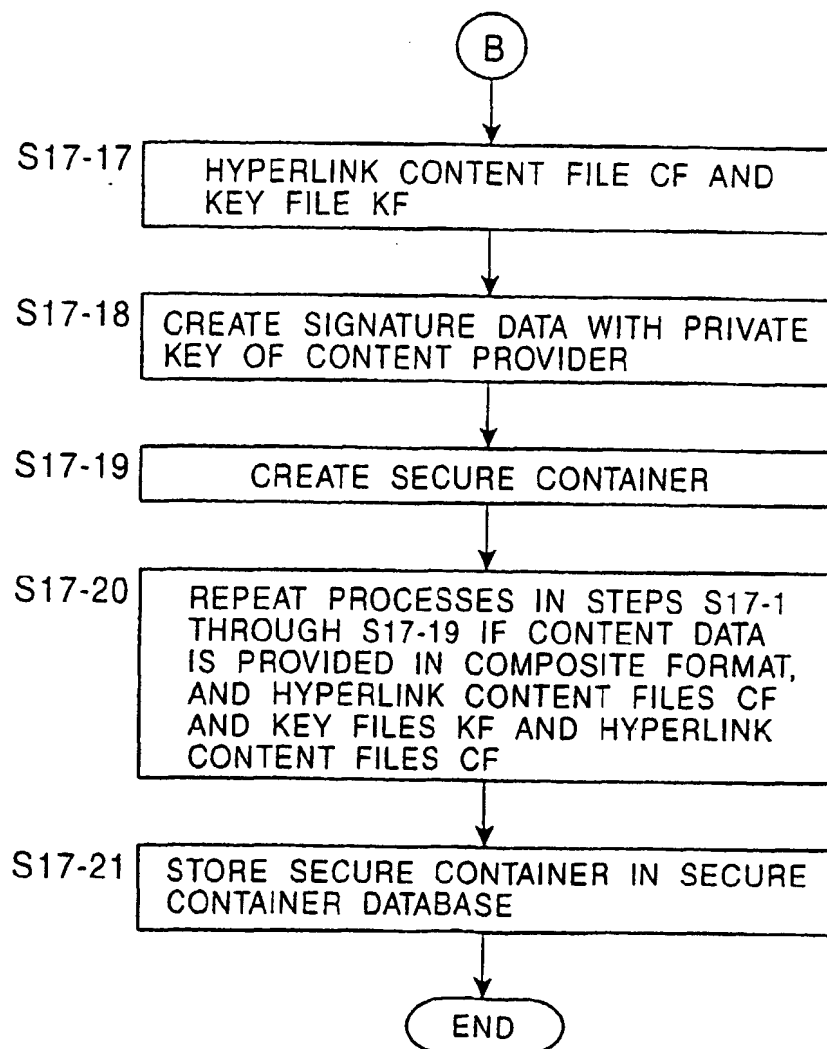 B
S17-17
HYPERLINK CONTENT FILE CF AND
KEY FILE KF
S17-18
CREATE SIGNATURE DATA WITH PRIVATE
KEY OF CONTENT PROVIDER
S17-19
CREATE SECURE CONTAINER
S17-20
REPEAT PROCESSES IN STEPS S17-1
THROUGH S17-19 IF CONTENT DATA
IS PROVIDED IN COMPOSITE FORMAT,
AND HYPERLINK CONTENT FILES CF
AND KEY FILES KF AND HYPERLINK
CONTENT FILES CF
S17-21
STORE SECURE CONTAINER IN SECURE
CONTAINER DATABASE
END